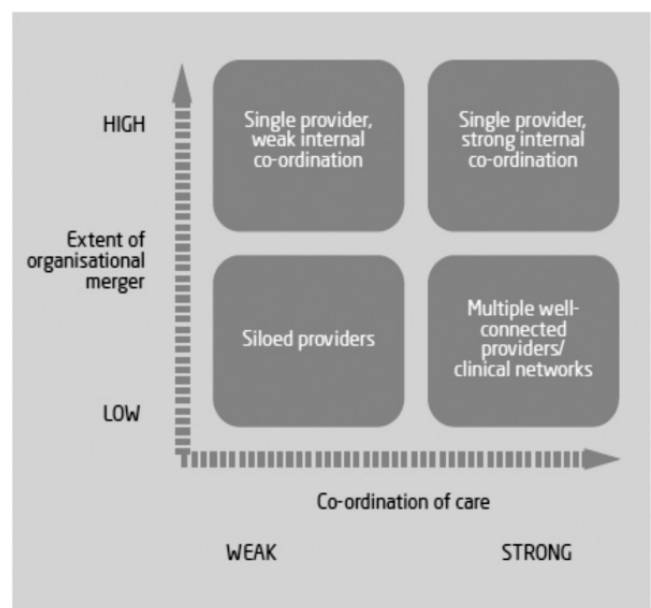 HIGH
Single provider,
weak internal
co-ordination
Single provider,
strong internal
co-ordination
Extent of
organisational
merger
Siloed providers
Multiple well-
connected
providers/
clinical networks
LOW
Co-ordination of care
WEAK
STRONG